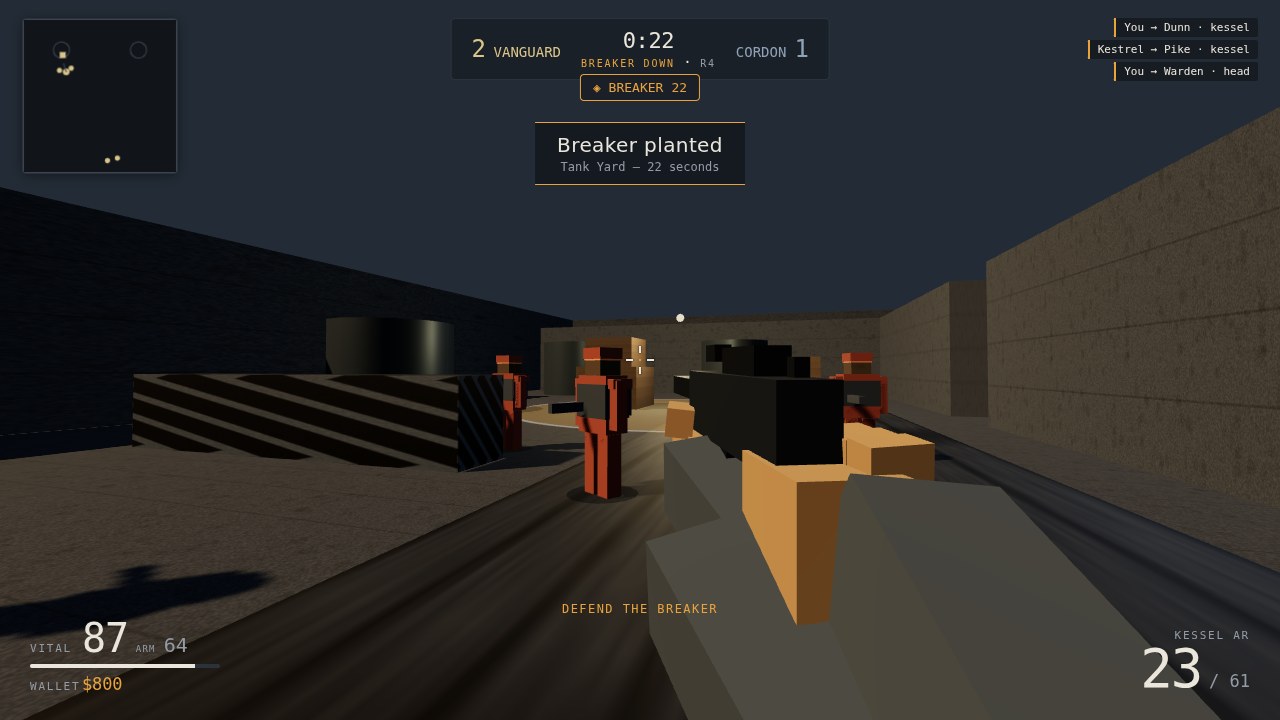 2 VANGUARD
0:22
BREAKER DOWN · R4
CORDON 1
◈ BREAKER 22
Breaker planted
Tank Yard — 22 seconds
You → Dunn · kessel
Kestrel → Pike · kessel
You → Warden · head
DEFEND THE BREAKER
VITAL 87 ARM 64
WALLET $800
KESSEL AR
23 / 61